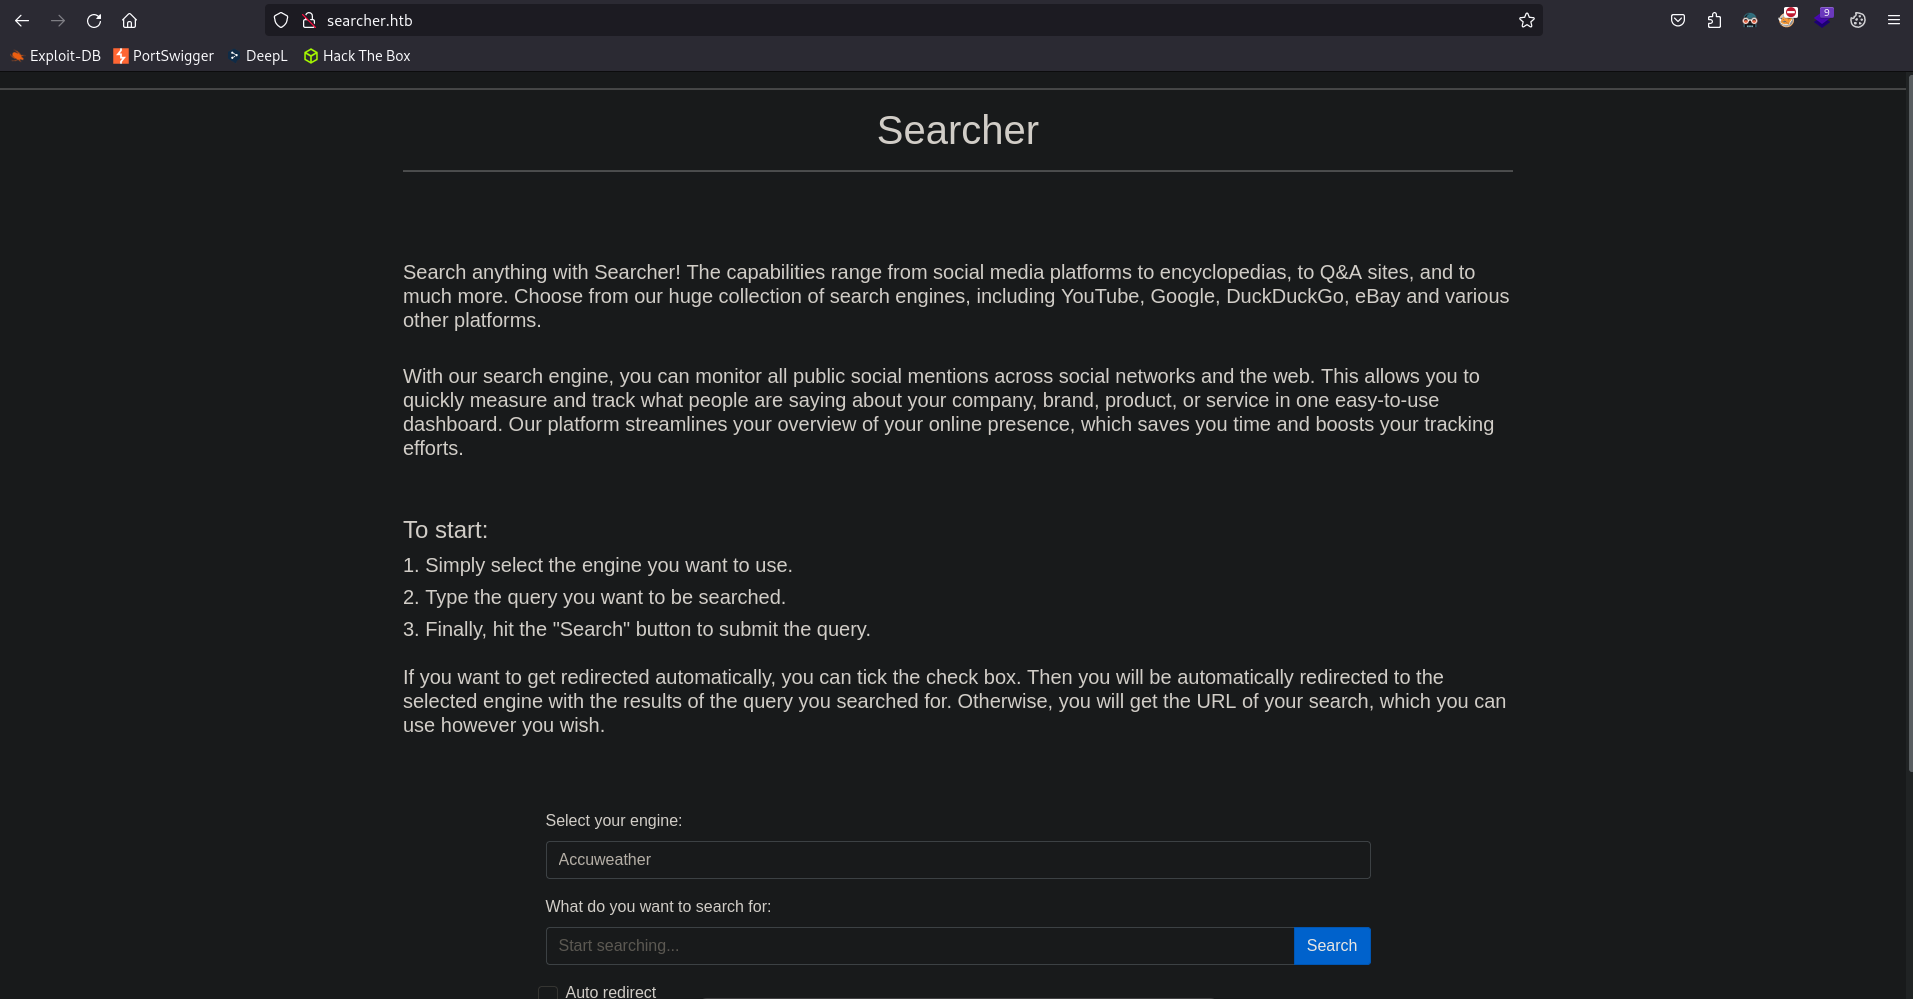 searcher.htb
9
Exploit-DB PortSwigger DeepL Hack The Box
Searcher
Search anything with Searcher! The capabilities range from social media platforms to encyclopedias, to Q&A sites, and to
much more. Choose from our huge collection of search engines, including YouTube, Google, DuckDuckGo, eBay and various
other platforms.
With our search engine, you can monitor all public social mentions across social networks and the web. This allows you to
quickly measure and track what people are saying about your company, brand, product, or service in one easy-to-use
dashboard. Our platform streamlines your overview of your online presence, which saves you time and boosts your tracking
efforts.
To start:
1. Simply select the engine you want to use.
2. Type the query you want to be searched.
3. Finally, hit the "Search" button to submit the query.
If you want to get redirected automatically, you can tick the check box. Then you will be automatically redirected to the
selected engine with the results of the query you searched for. Otherwise, you will get the URL of your search, which you can
use however you wish.
Select your engine:
Accuweather
What do you want to search for:
Start searching... Search
Auto redirect